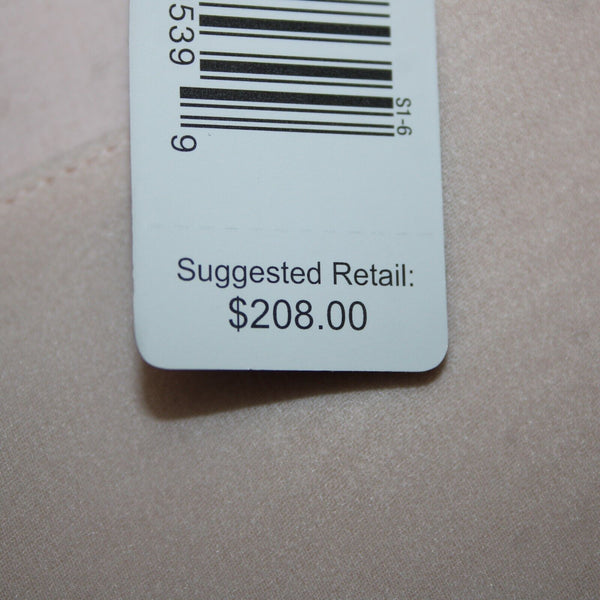 539
9
S1-6
Suggested Retail:
$208.00